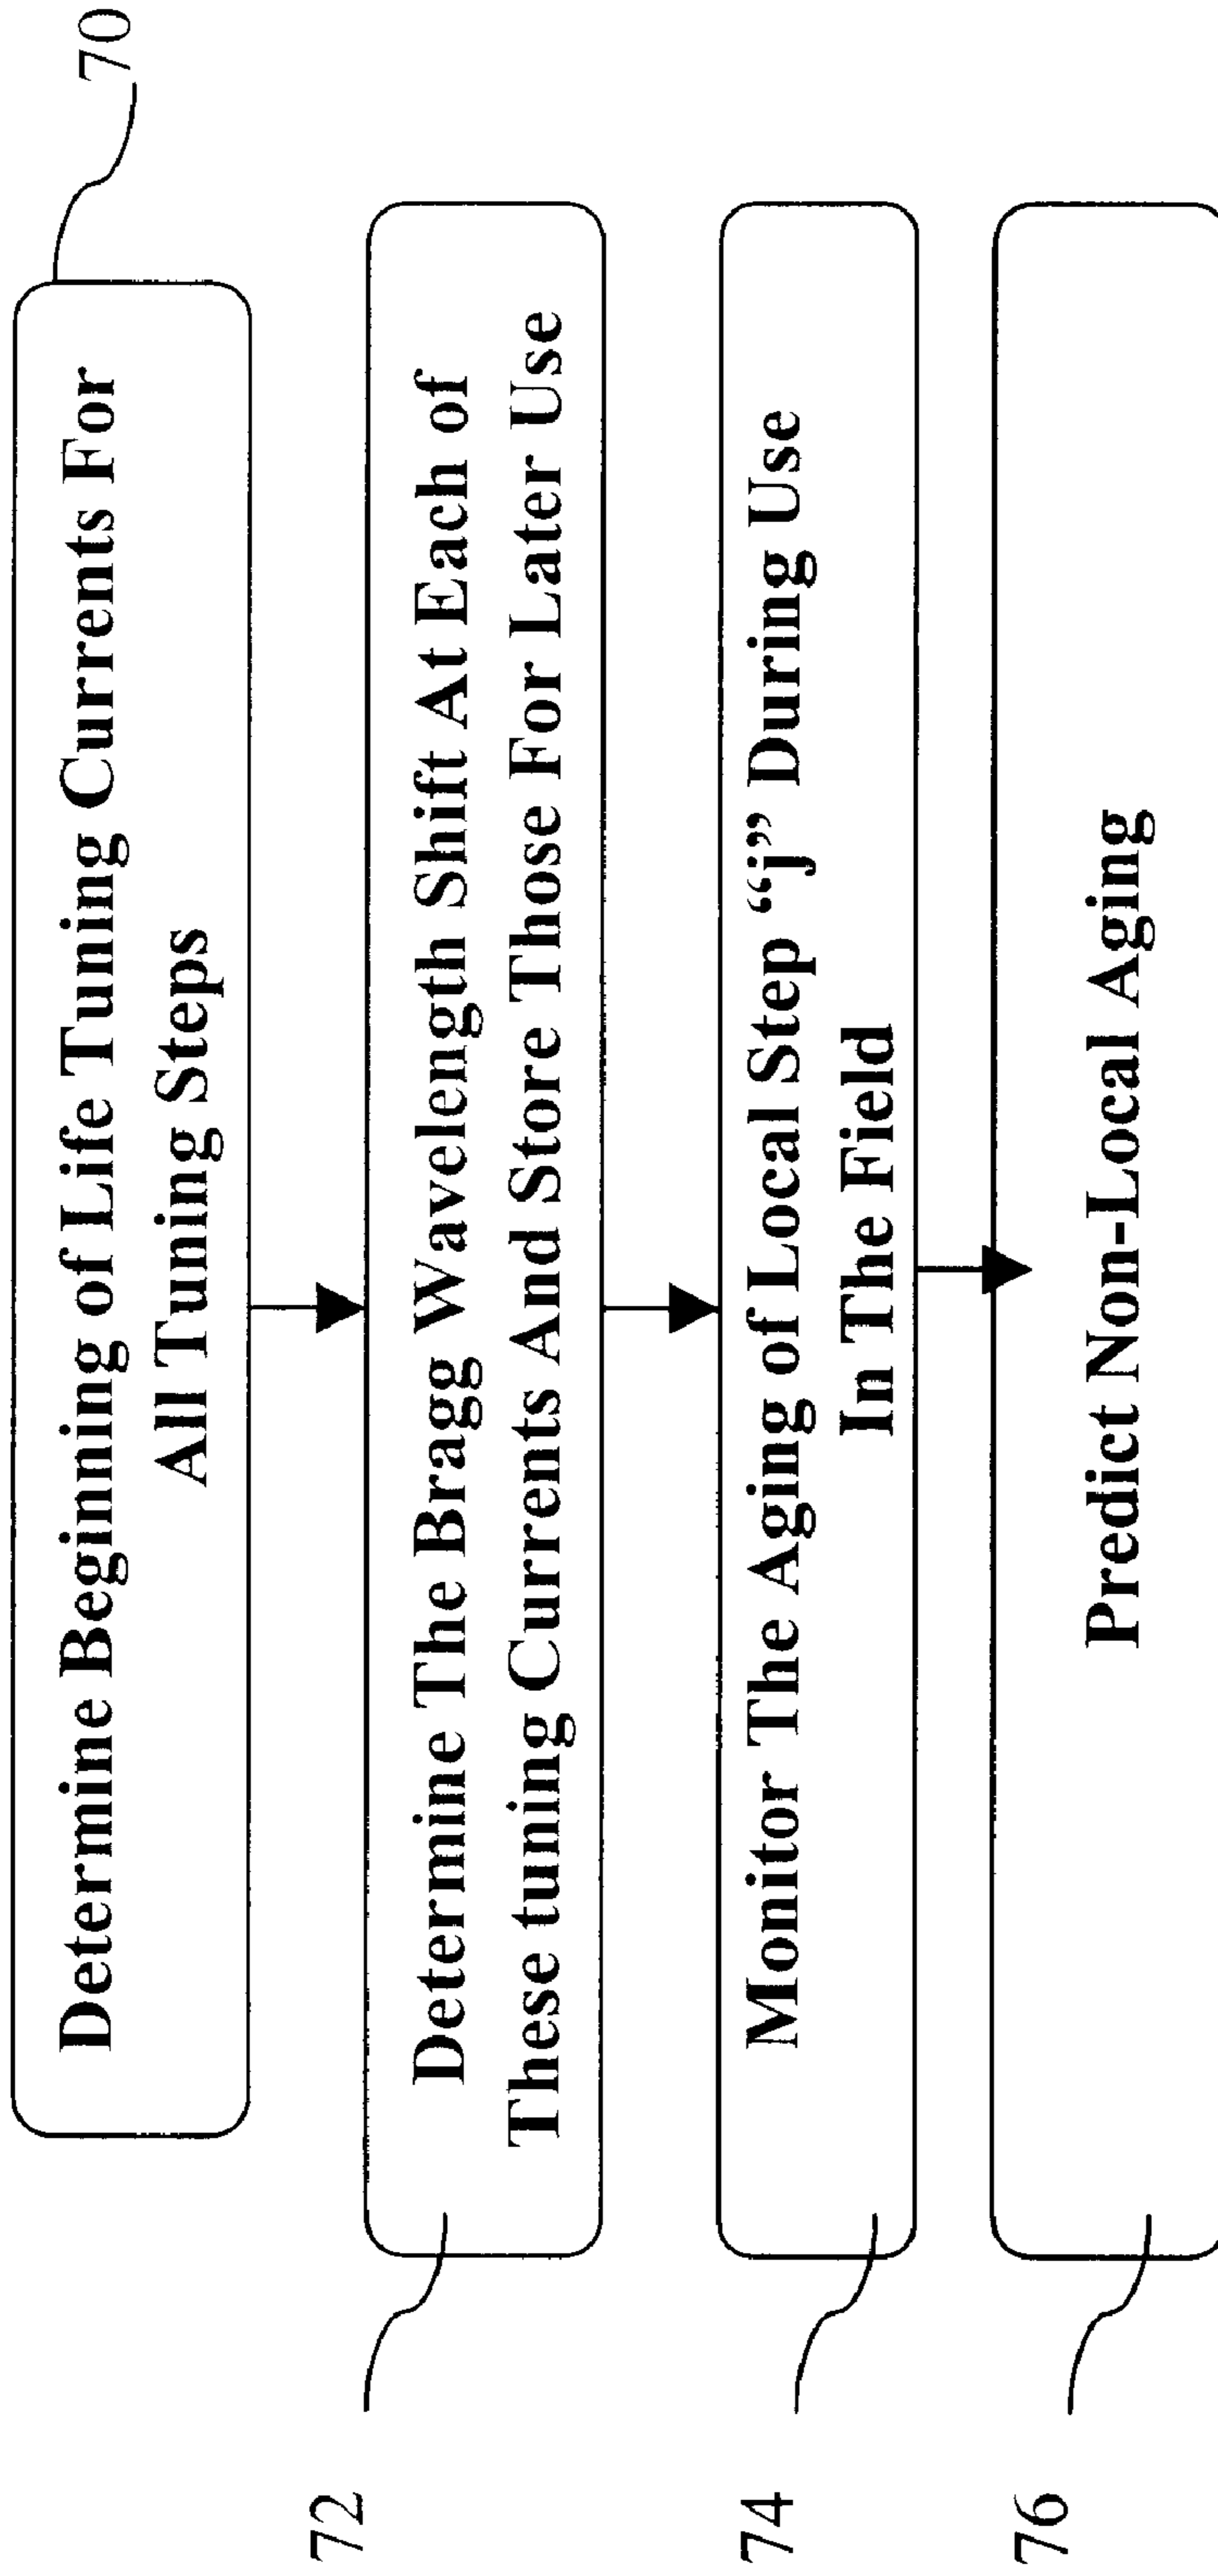 70
Determine Beginning of Life Tuning Currents For
All Tuning Steps
72
Determine The Bragg Wavelength Shift At Each of
These tuning Currents And Store Those For Later Use
74
Monitor The Aging of Local Step “j” During Use
In The Field
76
Predict Non-Local Aging